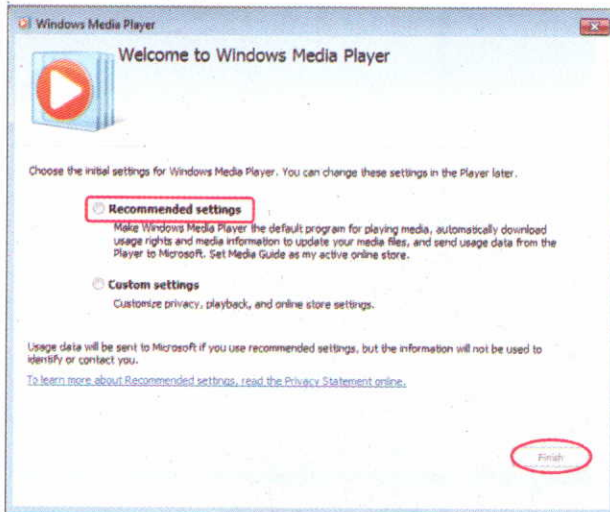 Windows Media Player
Welcome to Windows Media Player
Choose the initial settings for Windows Media Player. You can change these settings in the Player later.
Recommended settings
Make Windows Media Player the default program for playing media, automatically download
usage rights and media information to update your media files, and send usage data from the
Player to Microsoft. Set Media Guide as my active online store.
Custom settings
Customize privacy, playback, and online store settings.
Usage data will be sent to Microsoft if you use recommended settings, but the information will not be used to
identify or contact you.
To learn more about Recommended settings, read the Privacy Statement online.
Finish